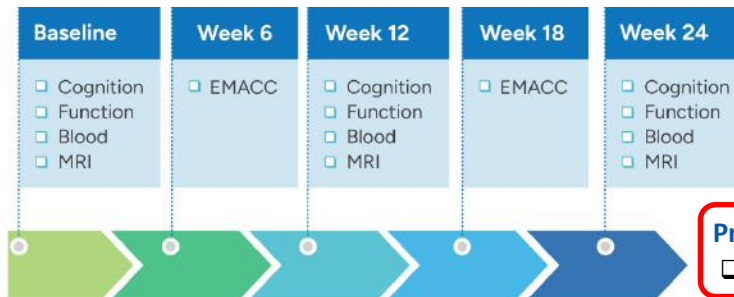 Baseline
❑ Cognition
❑ Function
❑ Blood
❑ MRI
Week 6
❑ EMACC
Week 12
❑ Cognition
❑ Function
❑ Blood
❑ MRI
Week 18
❑ EMACC
Week 24
❑ Cognition
❑ Function
❑ Blood
❑ MRI